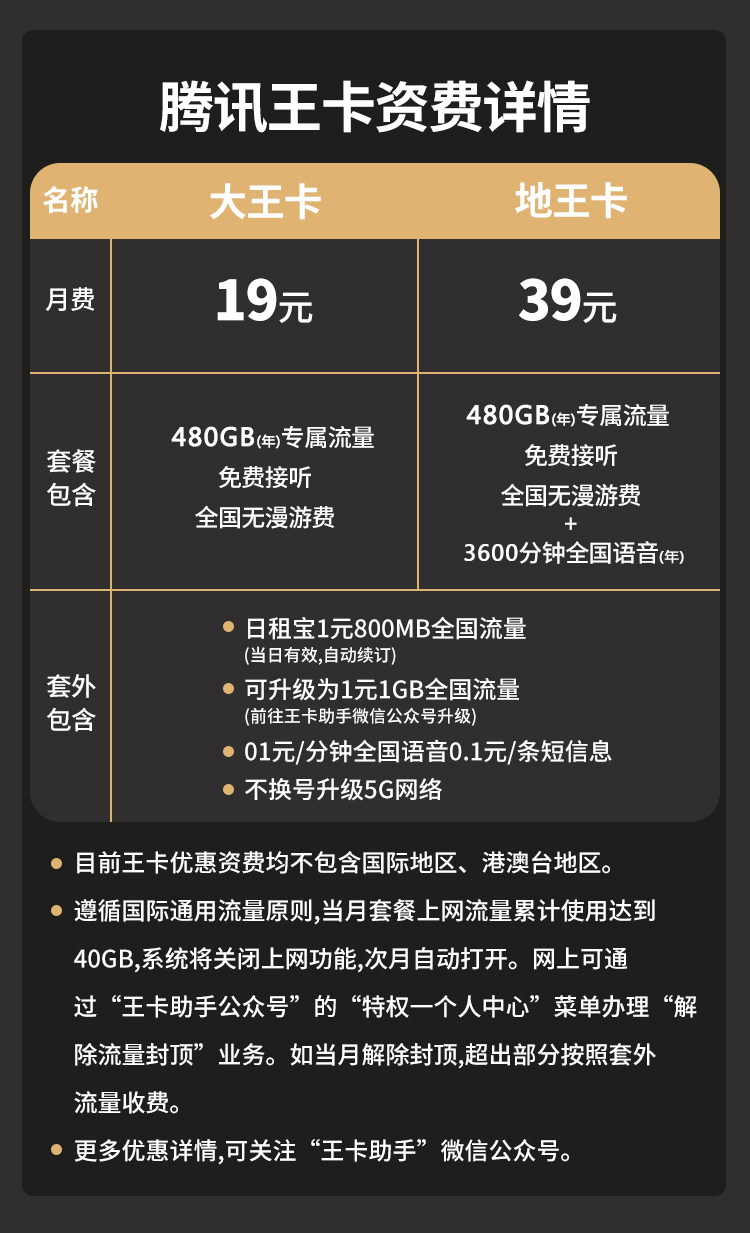 腾讯王卡资费详情
名称
大王卡
地王卡
月费
19元
39元
套餐
包含
480GB(年)专属流量
免费接听
全国无漫游费
480GB(年)专属流量
免费接听
全国无漫游费
+
3600分钟全国语音(年)
套外
包含
日租宝1元800MB全国流量
(当日有效,自动续订)
可升级为1元1GB全国流量
(前往王卡助手微信公众号升级)
01元/分钟全国语音0.1元/条短信息
不换号升级5G网络
目前王卡优惠资费均不包含国际地区、港澳台地区。
遵循国际通用流量原则,当月套餐上网流量累计使用达到
40GB,系统将关闭上网功能,次月自动打开。网上可通
过“王卡助手公众号”的“特权一个人中心”菜单办理“解
除流量封顶”业务。如当月解除封顶,超出部分按照套外
流量收费。
更多优惠详情,可关注“王卡助手”微信公众号。